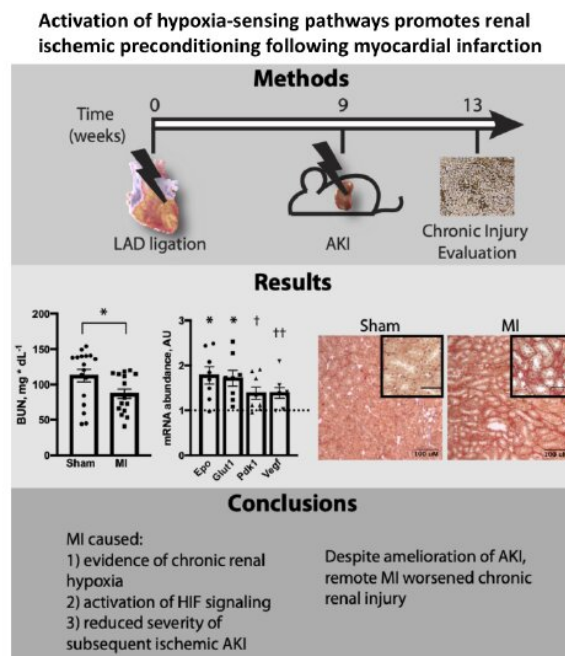 Activation of hypoxia-sensing pathways promotes renal
ischemic preconditioning following myocardial infarction
Methods
Time
(weeks)
0
9
13
LAD ligation
AKI
Chronic Injury
Evaluation
Results
BUN, mg * dL-1
200
150
100
50
0
*
Sham
MI
mRNA abundance, AU
3
2
1
0
*
*
†
††
Epo
Glut1
Pdk1
Vegf
Sham
MI
100 uM
Conclusions
MI caused:
1) evidence of chronic renal
hypoxia
2) activation of HIF signaling
3) reduced severity of
subsequent ischemic AKI
Despite amelioration of AKI,
remote MI worsened chronic
renal injury